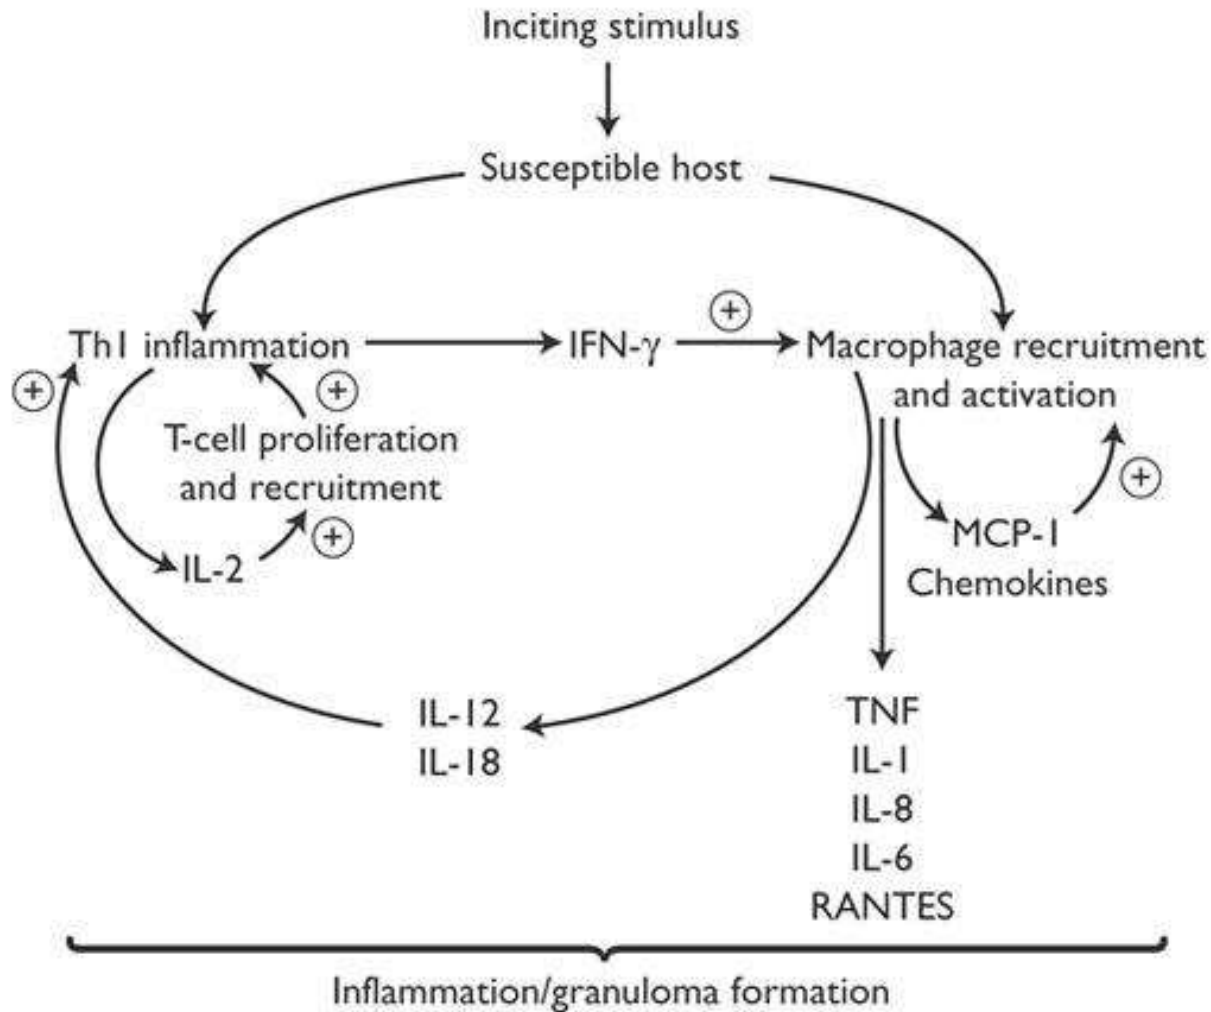 Inciting stimulus
Susceptible host
Th1 inflammation
IFN-γ
+
Macrophage recruitment
and activation
+
+
T-cell proliferation
and recruitment
+
IL-2
+
MCP-1
Chemokines
IL-12
IL-18
TNF
IL-1
IL-8
IL-6
RANTES
Inflammation/granuloma formation